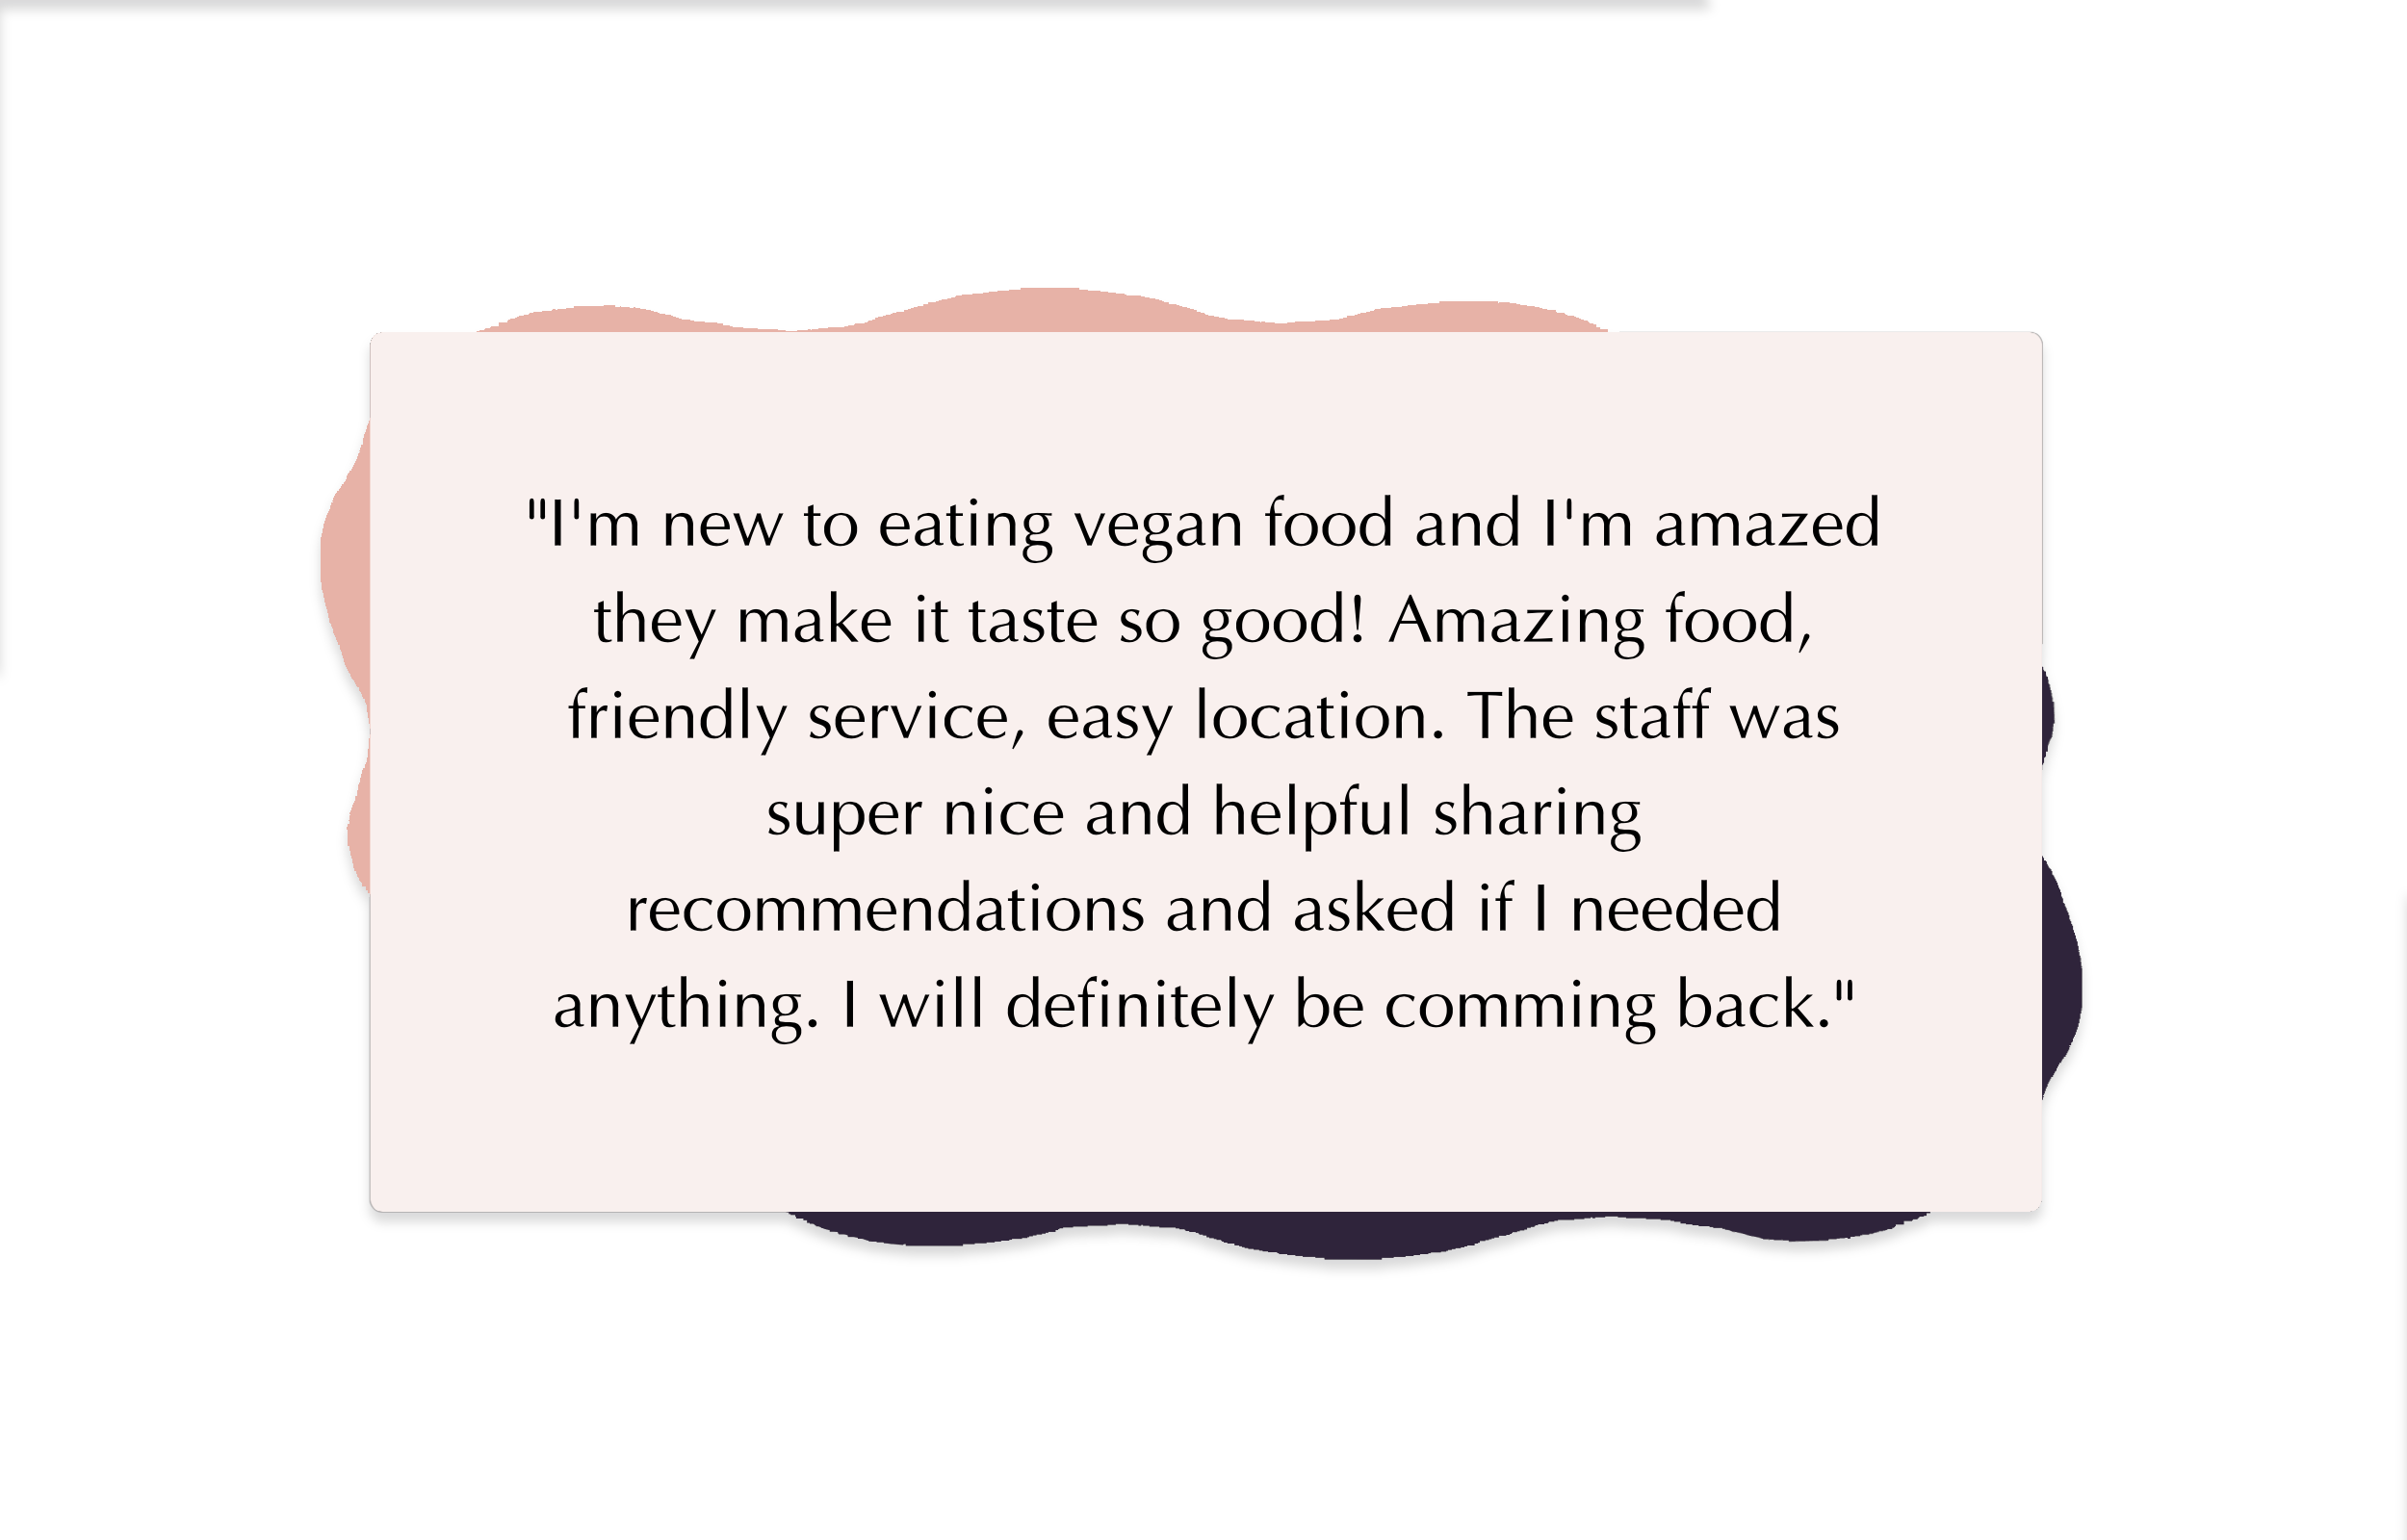 "I'm new to eating vegan food and I'm amazed
they make it taste so good! Amazing food,
friendly service, easy location. The staff was
super nice and helpful sharing
recommendations and asked if I needed
anything. I will definitely be comming back."